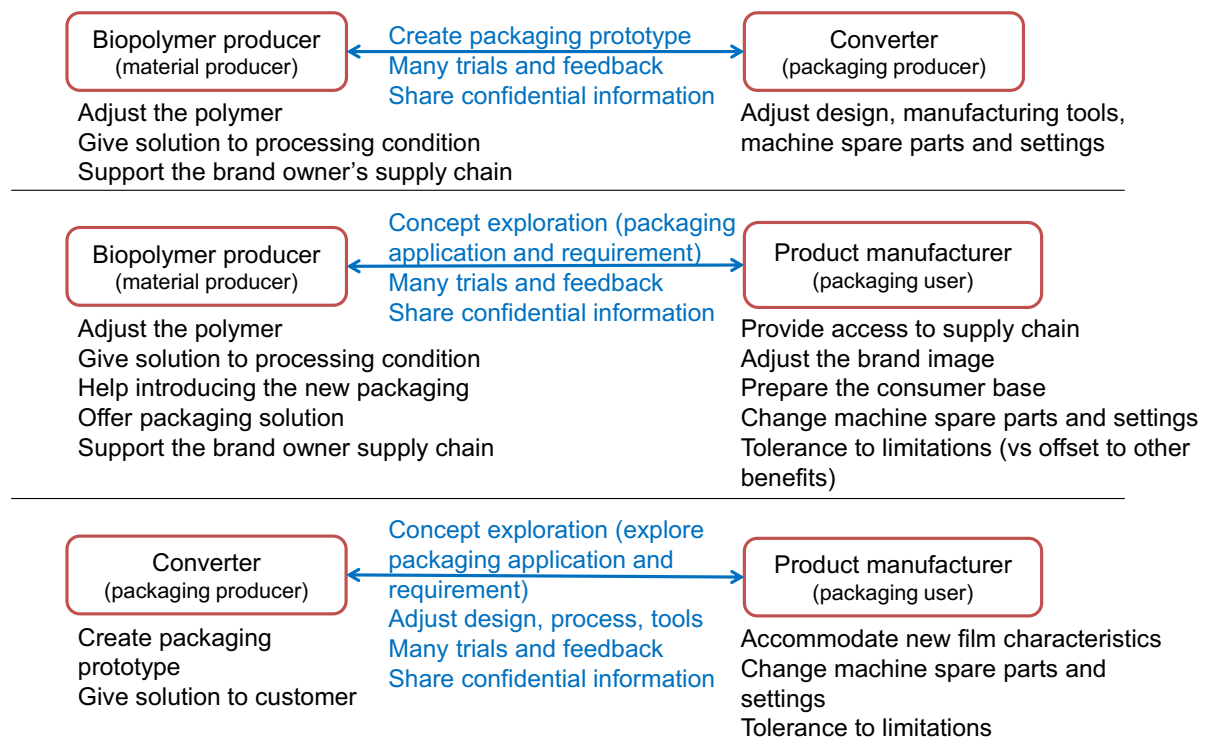 Biopolymer producer
(material producer)
Create packaging prototype
Many trials and feedback
Share confidential information
Converter
(packaging producer)
Adjust the polymer
Give solution to processing condition
Support the brand owner’s supply chain
Adjust design, manufacturing tools,
machine spare parts and settings
Biopolymer producer
(material producer)
Concept exploration (packaging
application and requirement)
Many trials and feedback
Share confidential information
Product manufacturer
(packaging user)
Adjust the polymer
Give solution to processing condition
Help introducing the new packaging
Offer packaging solution
Support the brand owner supply chain
Provide access to supply chain
Adjust the brand image
Prepare the consumer base
Change machine spare parts and settings
Tolerance to limitations (vs offset to other
benefits)
Converter
(packaging producer)
Concept exploration (explore
packaging application and
requirement)
Adjust design, process, tools
Many trials and feedback
Share confidential information
Product manufacturer
(packaging user)
Create packaging
prototype
Give solution to customer
Accommodate new film characteristics
Change machine spare parts and
settings
Tolerance to limitations